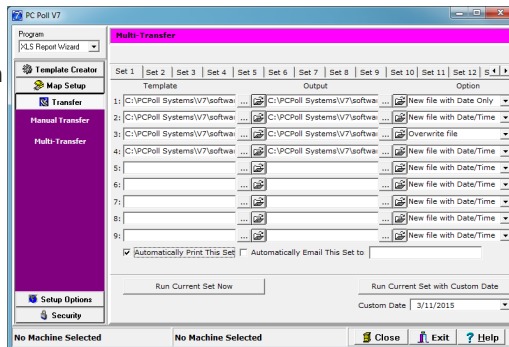 PC Poll V7
Program
XLS Report Wizard
Multi-Transfer
Template Creator
Map Setup
Transfer
Manual Transfer
Multi-Transfer
Setup Options
Security
Set 1 Set 2 Set 3 Set 4 Set 5 Set 6 Set 7 Set 8 Set 9 Set 10 Set 11 Set 12 S
Template Output Option
1: C:\PCPoll Systems\V7\softwa ... C:\PCPoll Systems\V7\softwa ... New file with Date Only
2: C:\PCPoll Systems\V7\softwa ... C:\PCPoll Systems\V7\softwa ... New file with Date/Time
3: C:\PCPoll Systems\V7\softwa ... C:\PCPoll Systems\V7\softwa ... Overwrite file
4: C:\PCPoll Systems\V7\softwa ... C:\PCPoll Systems\V7\softwa ... New file with Date/Time
5: ... ... New file with Date/Time
6: ... ... New file with Date/Time
7: ... ... New file with Date/Time
8: ... ... New file with Date/Time
9: ... ... New file with Date/Time
Automatically Print This Set Automatically Email This Set to
Run Current Set Now Run Current Set with Custom Date
Custom Date 3/11/2015
No Machine Selected No Machine Selected Close Exit ? Help